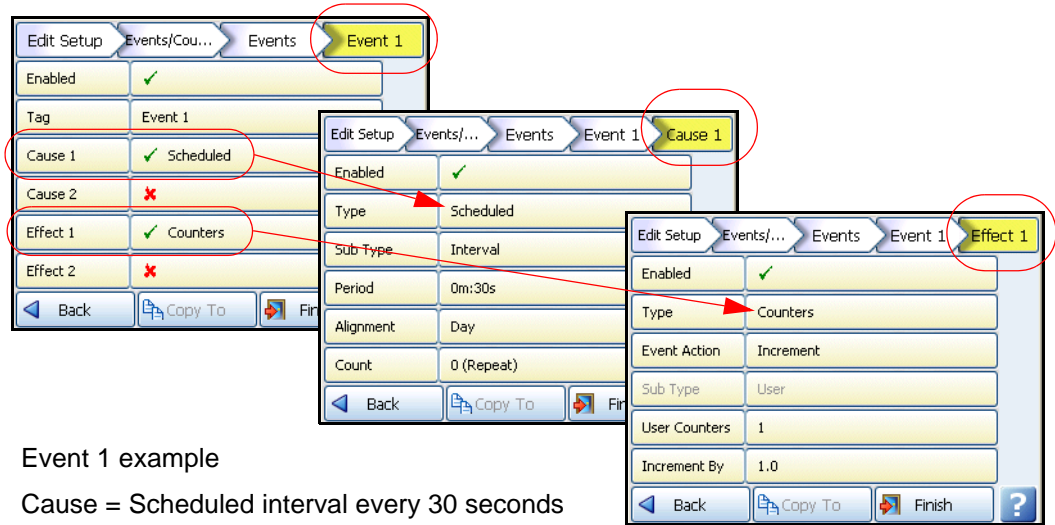 Edit Setup Events/Cou... Events Event 1
Enabled
Tag Event 1
Cause 1 Scheduled
Cause 2
Effect 1 Counters
Effect 2
Back Copy To Fin
Edit Setup Events/... Events Event 1 Cause 1
Enabled
Type Scheduled
Sub Type Interval
Period 0m:30s
Alignment Day
Count 0 (Repeat)
Back Copy To Fin
Edit Setup Events/... Events Event 1 Effect 1
Enabled
Type Counters
Event Action Increment
Sub Type User
User Counters 1
Increment By 1.0
Back Copy To Finish ?
Event 1 example
Cause = Scheduled interval every 30 seconds